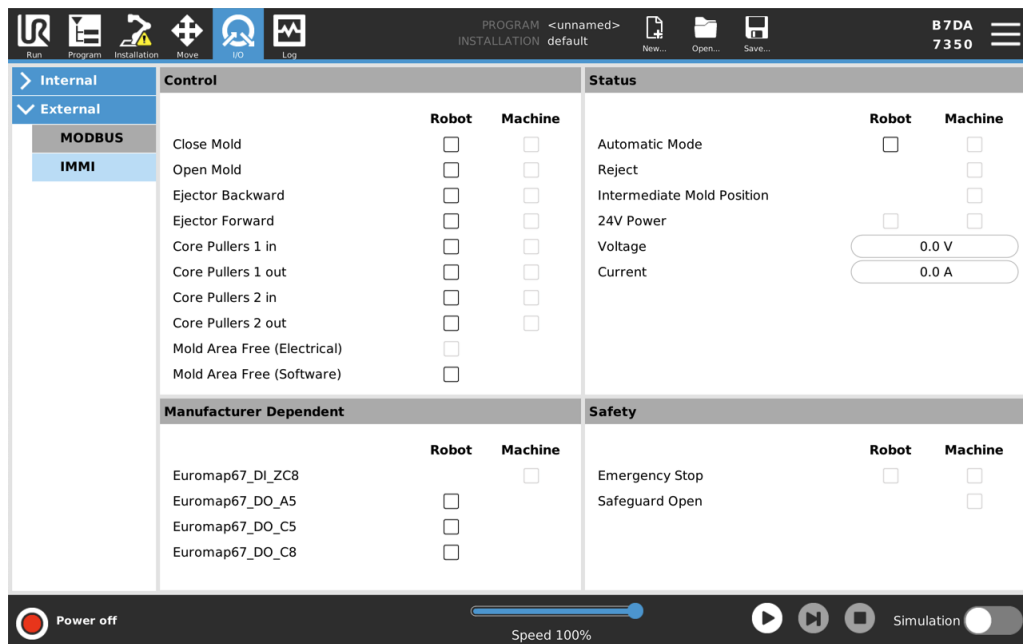 PROGRAM <unnamed>
INSTALLATION default
B7DA
7350
UR
Run
Program
Installation
Move
I/O
Log
New...
Open...
Save...
Internal
External
MODBUS
IMMI
Control
Robot Machine
Close Mold
Open Mold
Ejector Backward
Ejector Forward
Core Pullers 1 in
Core Pullers 1 out
Core Pullers 2 in
Core Pullers 2 out
Mold Area Free (Electrical)
Mold Area Free (Software)
Status
Robot Machine
Automatic Mode
Reject
Intermediate Mold Position
24V Power
Voltage 0.0 V
Current 0.0 A
Manufacturer Dependent
Robot Machine
Euromap67_DI_ZC8
Euromap67_DO_A5
Euromap67_DO_C5
Euromap67_DO_C8
Safety
Robot Machine
Emergency Stop
Safeguard Open
Power off
Speed 100%
Simulation